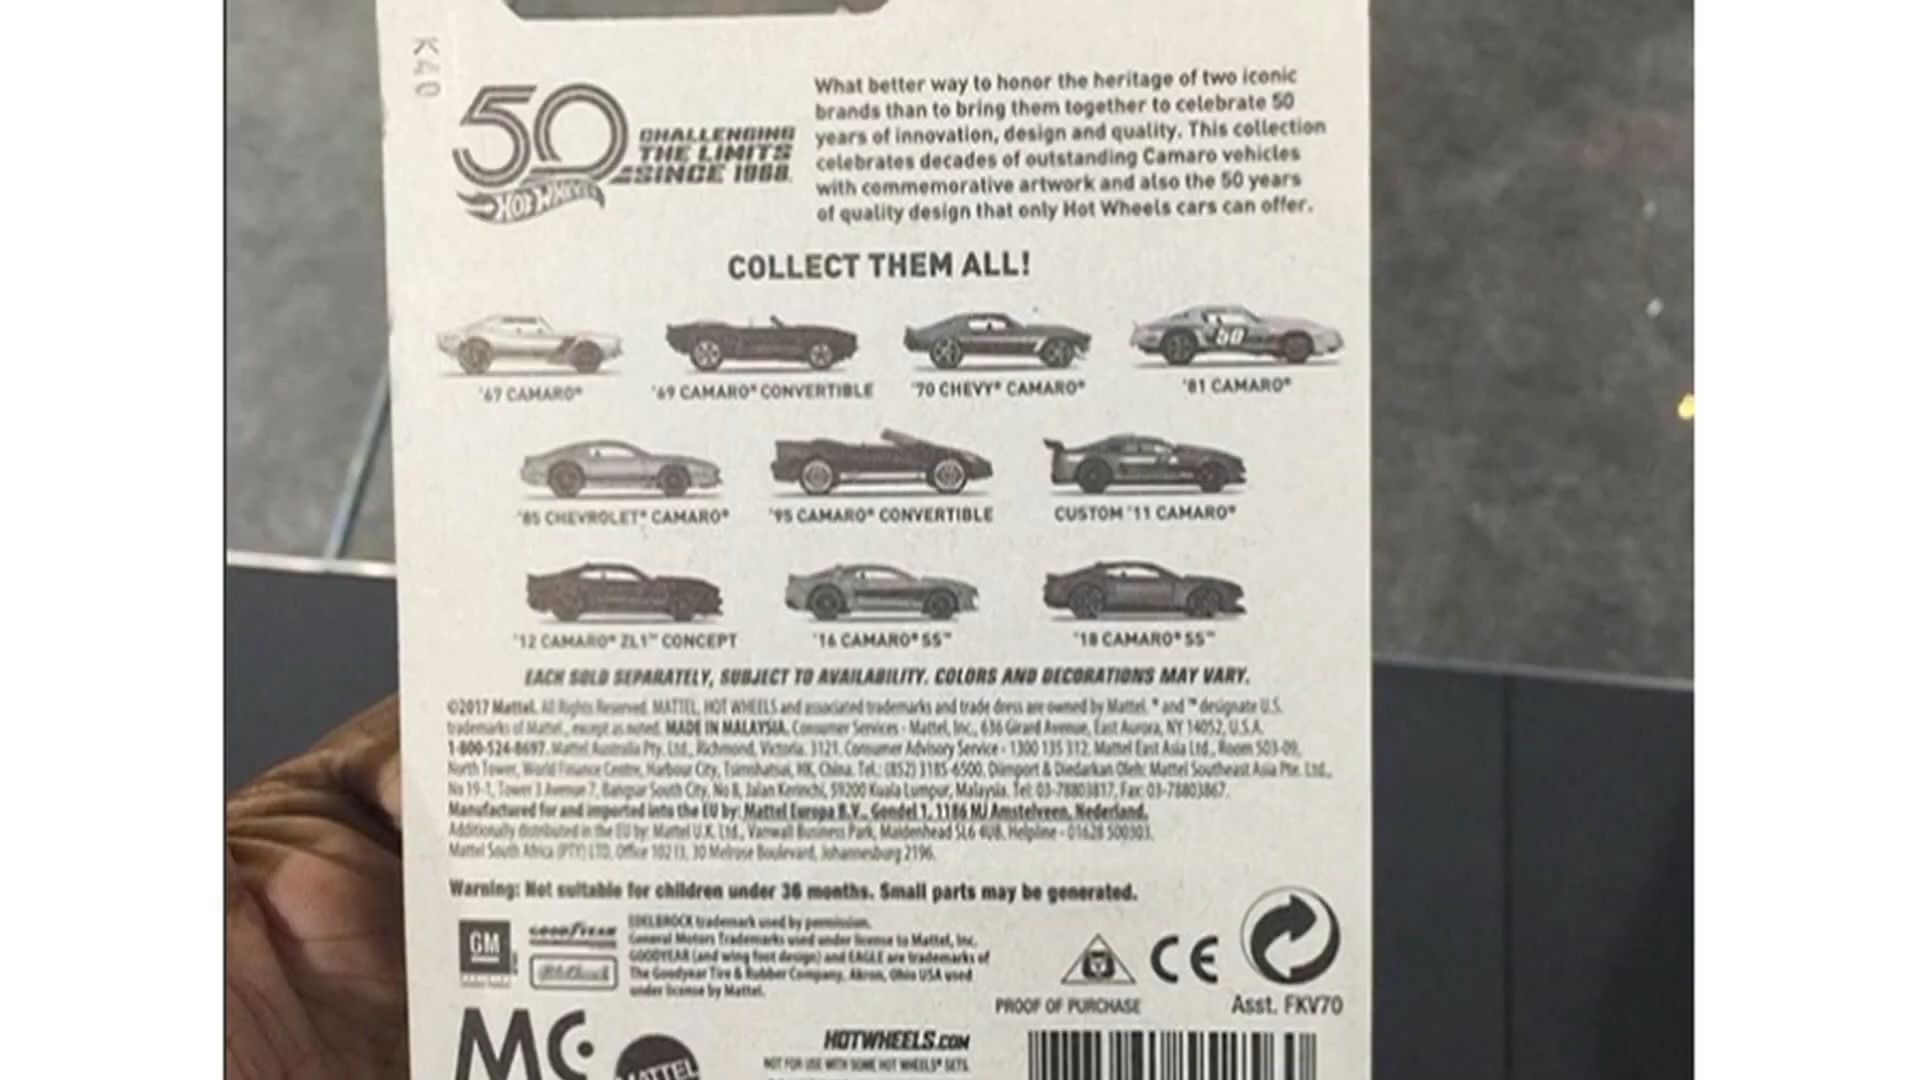 K40
50
HOT WHEELS
CHALLENGING
THE LIMITS
SINCE 1968.
What better way to honor the heritage of two iconic
brands than to bring them together to celebrate 50
years of innovation, design and quality. This collection
celebrates decades of outstanding Camaro vehicles
with commemorative artwork and also the 50 years
of quality design that only Hot Wheels cars can offer.
COLLECT THEM ALL!
50
'67 CAMARO®
'69 CAMARO® CONVERTIBLE
'70 CHEVY® CAMARO®
'81 CAMARO®
'85 CHEVROLET® CAMARO®
'95 CAMARO® CONVERTIBLE
CUSTOM '11 CAMARO®
'12 CAMARO® ZL1™ CONCEPT
'16 CAMARO® SS™
'18 CAMARO® SS™
EACH SOLD SEPARATELY, SUBJECT TO AVAILABILITY. COLORS AND DECORATIONS MAY VARY.
©2017 Mattel. All Rights Reserved. MATTEL, HOT WHEELS and associated trademarks and trade dress are owned by Mattel. ® and ™ designate U.S.
trademarks of Mattel, except as noted. MADE IN MALAYSIA. Consumer Services - Mattel, Inc., 636 Girard Avenue, East Aurora, NY 14052, U.S.A.
1-800-524-8697. Mattel Australia Pty. Ltd., Richmond, Victoria. 3121. Consumer Advisory Service - 1300 135 312. Mattel East Asia Ltd., Room 503-09,
North Tower, World Finance Centre, Harbour City, Tsimshatsui, HK, China. Tel.: (852) 3185-6500. Diimport & Diedarkan Oleh: Mattel Southeast Asia Pte. Ltd.,
No 19-1, Tower 3 Avenue 7, Bangsar South City, No 8, Jalan Kerinchi, 59200 Kuala Lumpur, Malaysia. Tel: 03-78803817, Fax: 03-78803867.
Manufactured for and imported into the EU by: Mattel Europa B.V., Gondel 1, 1186 MJ Amstelveen, Nederland.
Additionally distributed in the EU by: Mattel U.K. Ltd., Vanwall Business Park, Maidenhead SL6 4UB. Helpline - 01628 500303.
Mattel South Africa (PTY) LTD, Office 102 I3, 30 Melrose Boulevard, Johannesburg 2196.
Warning: Not suitable for children under 36 months. Small parts may be generated.
GM
GOODYEAR
EDELBROCK trademark used by permission.
General Motors Trademarks used under license to Mattel, Inc.
GOODYEAR (and wing foot design) and EAGLE are trademarks of
The Goodyear Tire & Rubber Company, Akron, Ohio USA used
under license by Mattel.
CE
PROOF OF PURCHASE
Asst. FKV70
MC
MATTEL
HOTWHEELS.COM
NOT FOR USE WITH SOME HOT WHEELS® SETS.